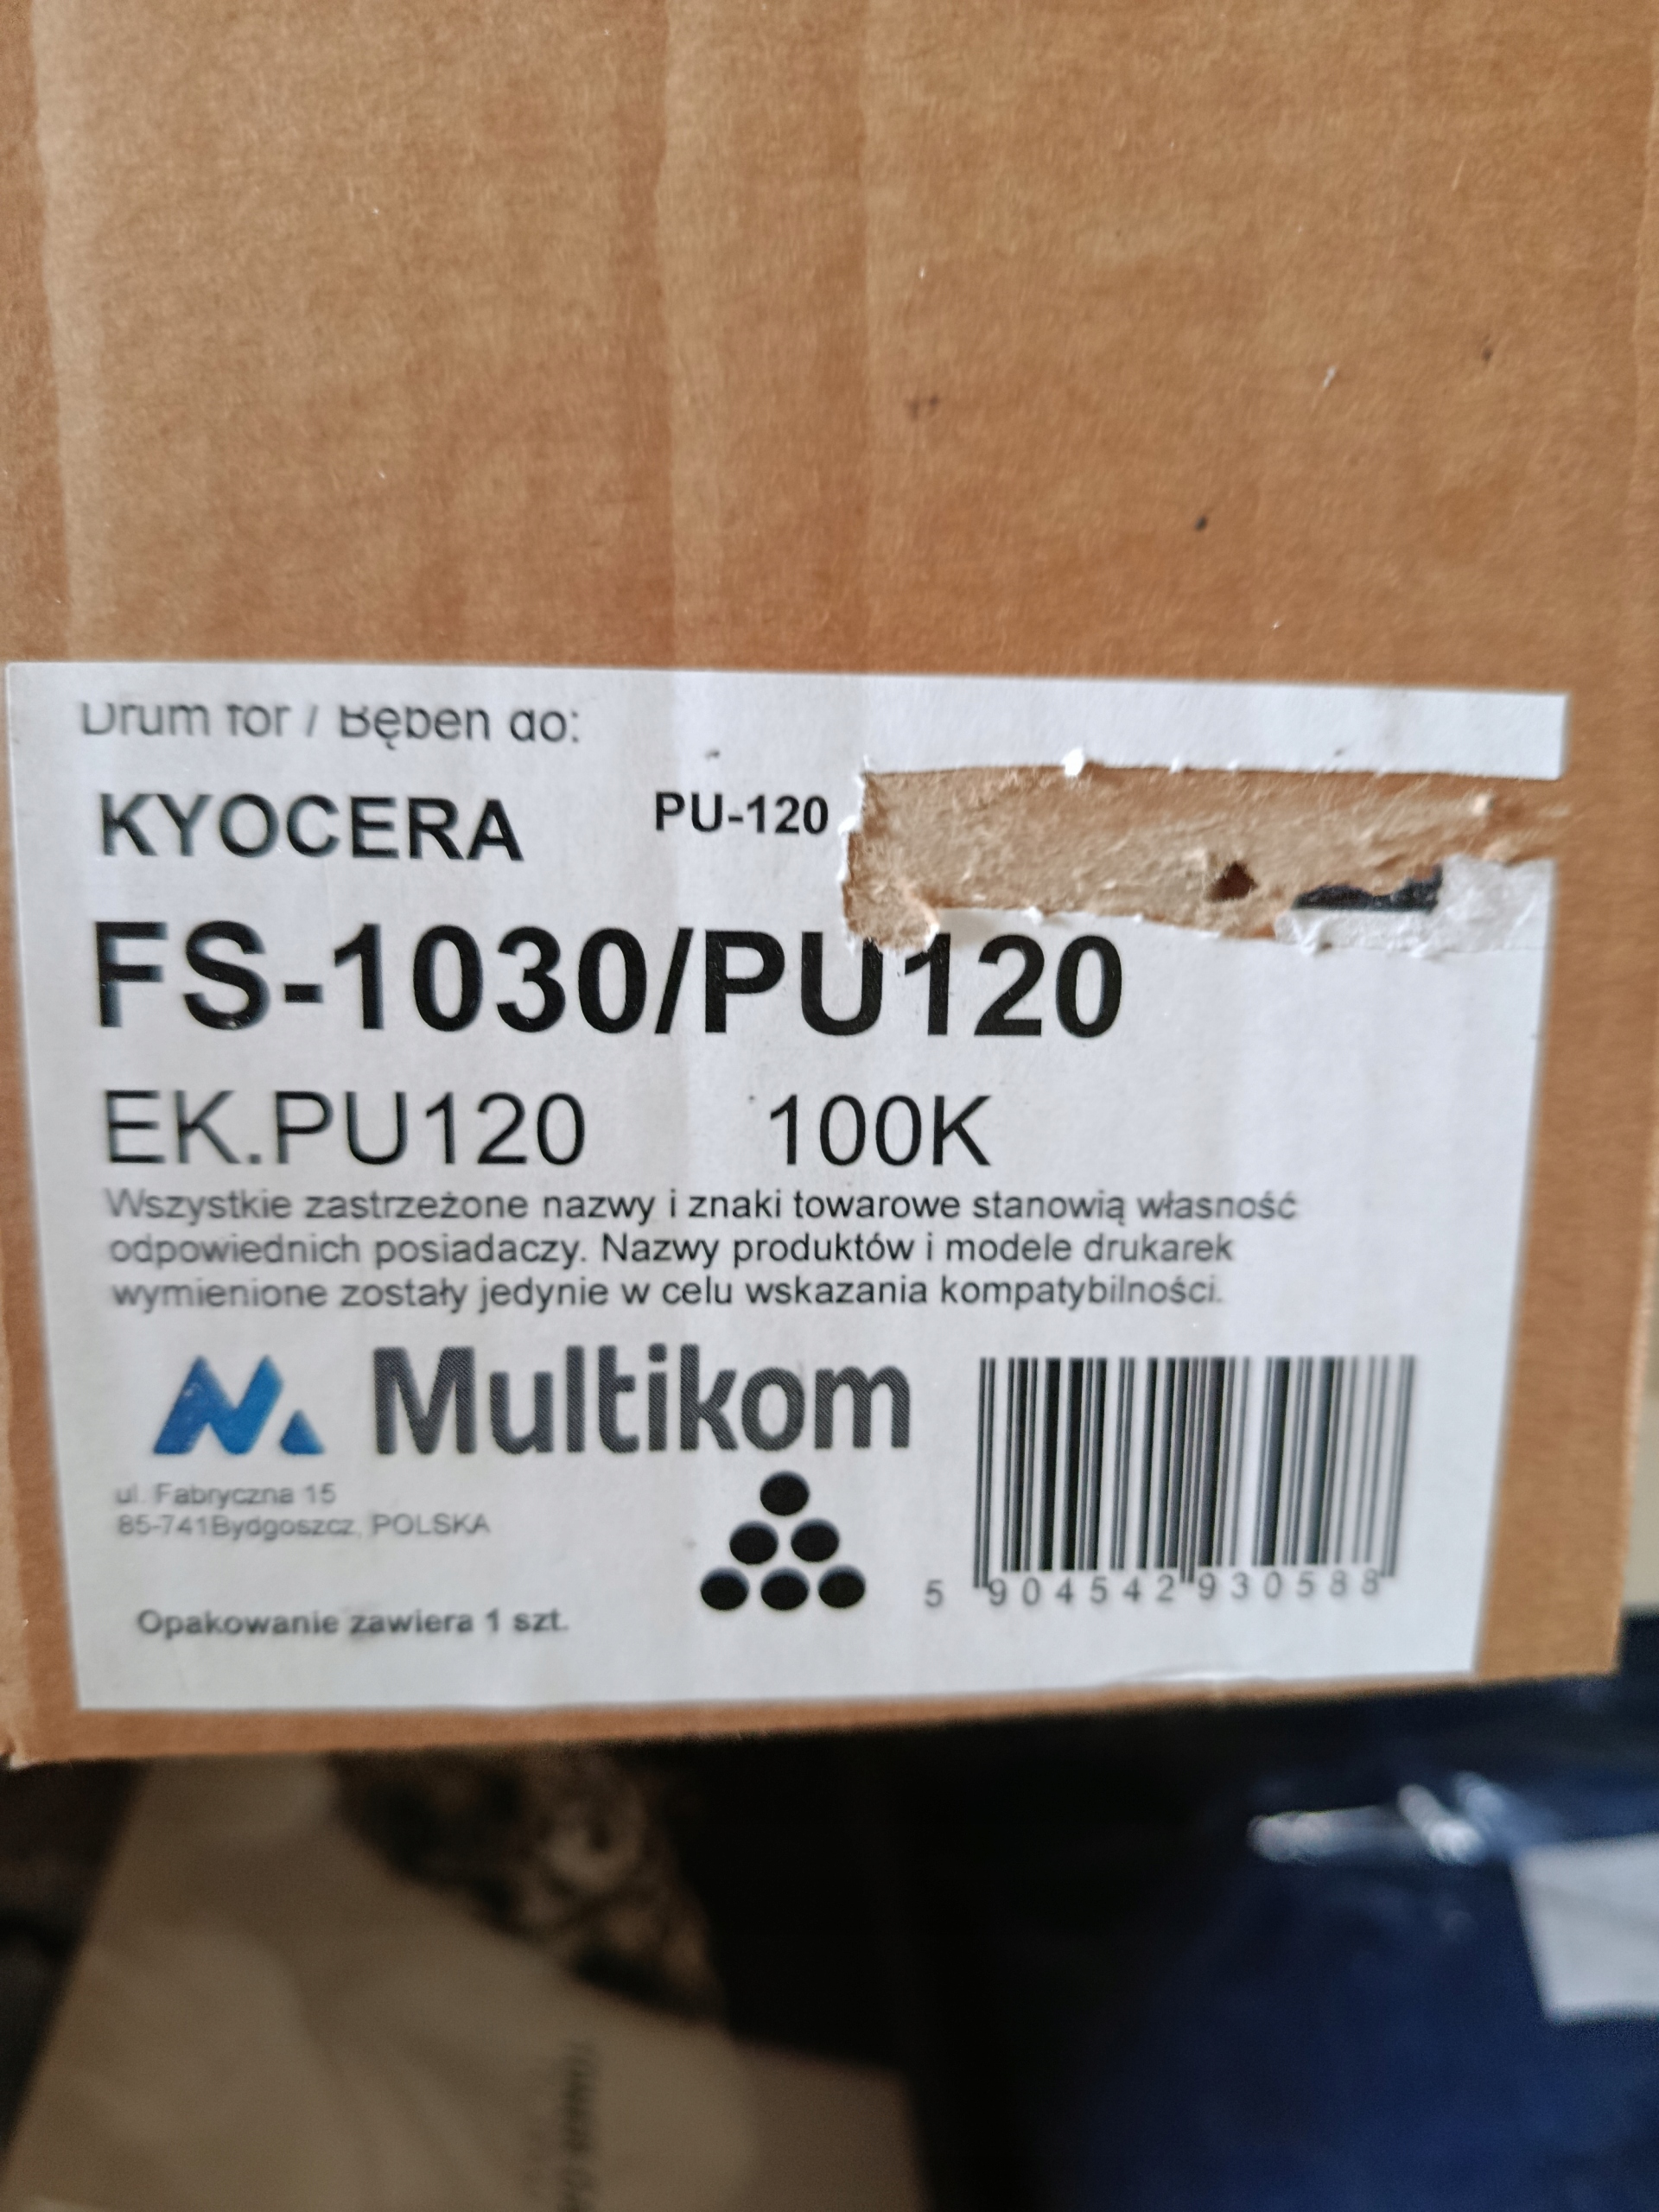 Drum for / Bęben do:
KYOCERA PU-120
FS-1030/PU120
EK.PU120 100K
Wszystkie zastrzeżone nazwy i znaki towarowe stanowią własność
odpowiednich posiadaczy. Nazwy produktów i modele drukarek
wymienione zostały jedynie w celu wskazania kompatybilności.
Multikom
ul. Fabryczna 15
85-741Bydgoszcz, POLSKA
5 904542 930588
Opakowanie zawiera 1 szt.